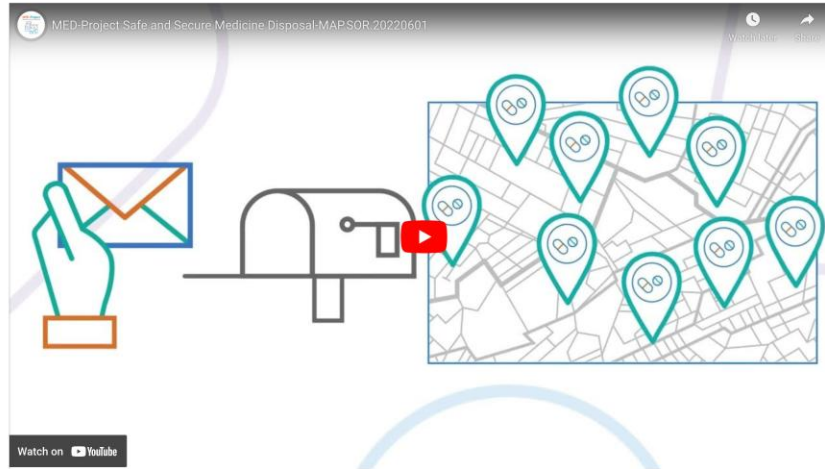 MED-Project Safe and Secure Medicine Disposal-MAP.SOR.20220601
Watch later
Share
Watch on YouTube